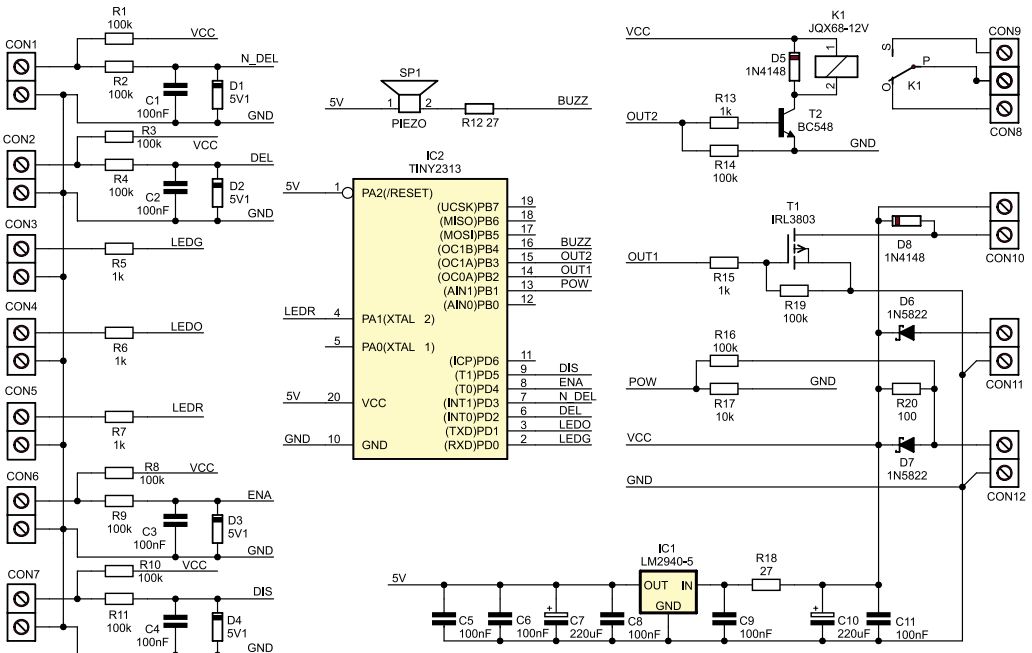 CON1
R1
100k
VCC
R2
100k
N_DEL
C1
100nF
D1
5V1
GND
CON2
R3
100k
VCC
R4
100k
DEL
C2
100nF
D2
5V1
GND
CON3
LEDG
R5
1k
CON4
LEDO
R6
1k
CON5
LEDR
R7
1k
CON6
R8
100k
VCC
R9
100k
ENA
C3
100nF
D3
5V1
GND
CON7
R10
100k
VCC
R11
100k
DIS
C4
100nF
D4
5V1
GND
SP1
5V
1
2
PIEZO
R12 27
BUZZ
IC2
TINY2313
5V
1
PA2(/RESET)
LEDR
4
PA1(XTAL 2)
5
PA0(XTAL 1)
5V
20
VCC
GND
10
GND
(UCSK)PB7
19
(MISO)PB6
18
(MOSI)PB5
17
(OC1B)PB4
16
BUZZ
(OC1A)PB3
15
OUT2
(OC0A)PB2
14
OUT1
(AIN1)PB1
13
POW
(AIN0)PB0
12
(ICP)PD6
11
(T1)PD5
9
DIS
(T0)PD4
8
ENA
(INT1)PD3
7
N_DEL
(INT0)PD2
6
DEL
(TXD)PD1
3
LEDO
(RXD)PD0
2
LEDG
K1
JQX68-12V
VCC
D5
1N4148
1
2
S
P
O
K1
CON9
CON8
OUT2
R13
1k
T2
BC548
R14
100k
GND
T1
IRL3803
OUT1
R15
1k
R19
100k
D8
1N4148
CON10
D6
1N5822
CON11
R16
100k
POW
R17
10k
GND
R20
100
VCC
D7
1N5822
GND
CON12
5V
IC1
LM2940-5
OUT
IN
GND
R18
27
C5
100nF
C6
100nF
+
C7
220uF
C8
100nF
C9
100nF
+
C10
220uF
C11
100nF